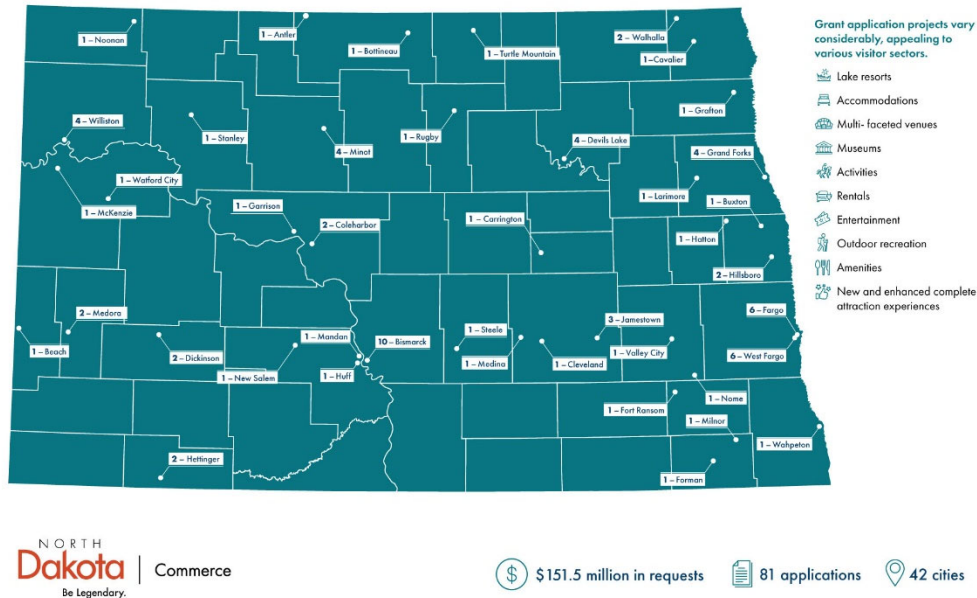 1 – Noonan
1 – Antler
1 – Bottineau
1 – Turtle Mountain
2 – Walhalla
1–Cavalier
1 – Grafton
4 – Williston
1 – Stanley
4 – Minot
1 – Rugby
4 – Devils Lake
4 – Grand Forks
1 – Watford City
1 – McKenzie
1 – Larimore
1 – Buxton
1 – Garrison
2 – Coleharbor
1 – Carrington
1 – Hatton
2 – Hillsboro
2 – Medora
1 – Beach
2 – Dickinson
1 – New Salem
1 – Mandan
10 – Bismarck
1 – Huff
1 – Steele
1 – Medina
1 – Cleveland
3 – Jamestown
1 – Valley City
6 – Fargo
6 – West Fargo
1 – Nome
1 – Fort Ransom
1 – Milnor
1 – Wahpeton
1 – Forman
2 – Hettinger
Grant application projects vary
considerably, appealing to
various visitor sectors.
Lake resorts
Accommodations
Multi- faceted venues
Museums
Activities
Rentals
Entertainment
Outdoor recreation
Amenities
New and enhanced complete
attraction experiences
NORTH
Dakota
Be Legendary.
Commerce
$ $151.5 million in requests
81 applications
42 cities